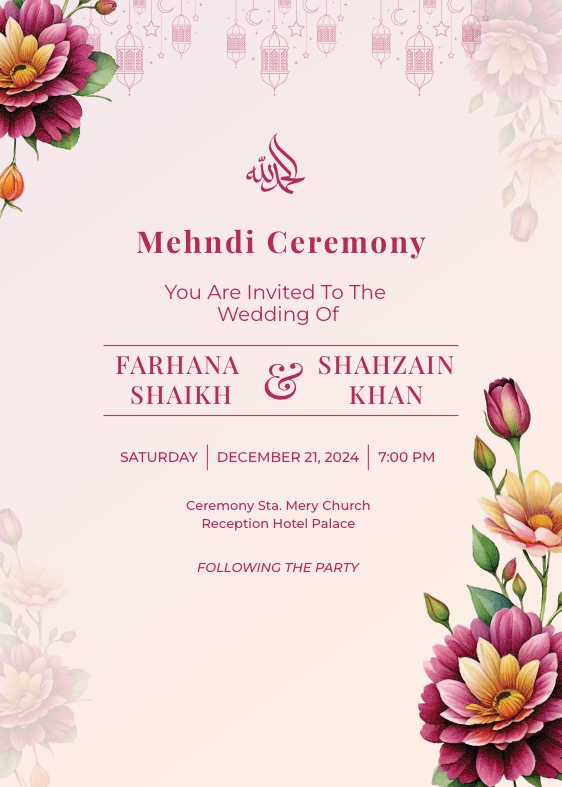 الحمد لله
Mehndi Ceremony
You Are Invited To The
Wedding Of
FARHANA
SHAIKH
&
SHAHZAIN
KHAN
SATURDAY | DECEMBER 21, 2024 | 7:00 PM
Ceremony Sta. Mery Church
Reception Hotel Palace
FOLLOWING THE PARTY